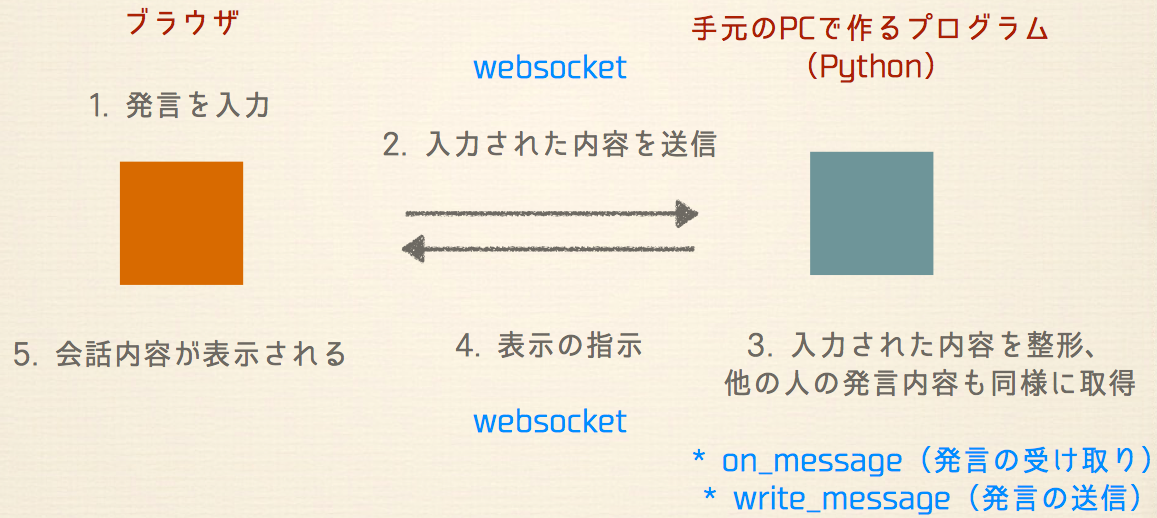 ブラウザ
手元のPCで作るプログラム
（Python）
websocket
1. 発言を入力
2. 入力された内容を送信
5. 会話内容が表示される
4. 表示の指示
3. 入力された内容を整形、
他の人の発言内容も同様に取得
websocket
* on_message（発言の受け取り）
* write_message（発言の送信）